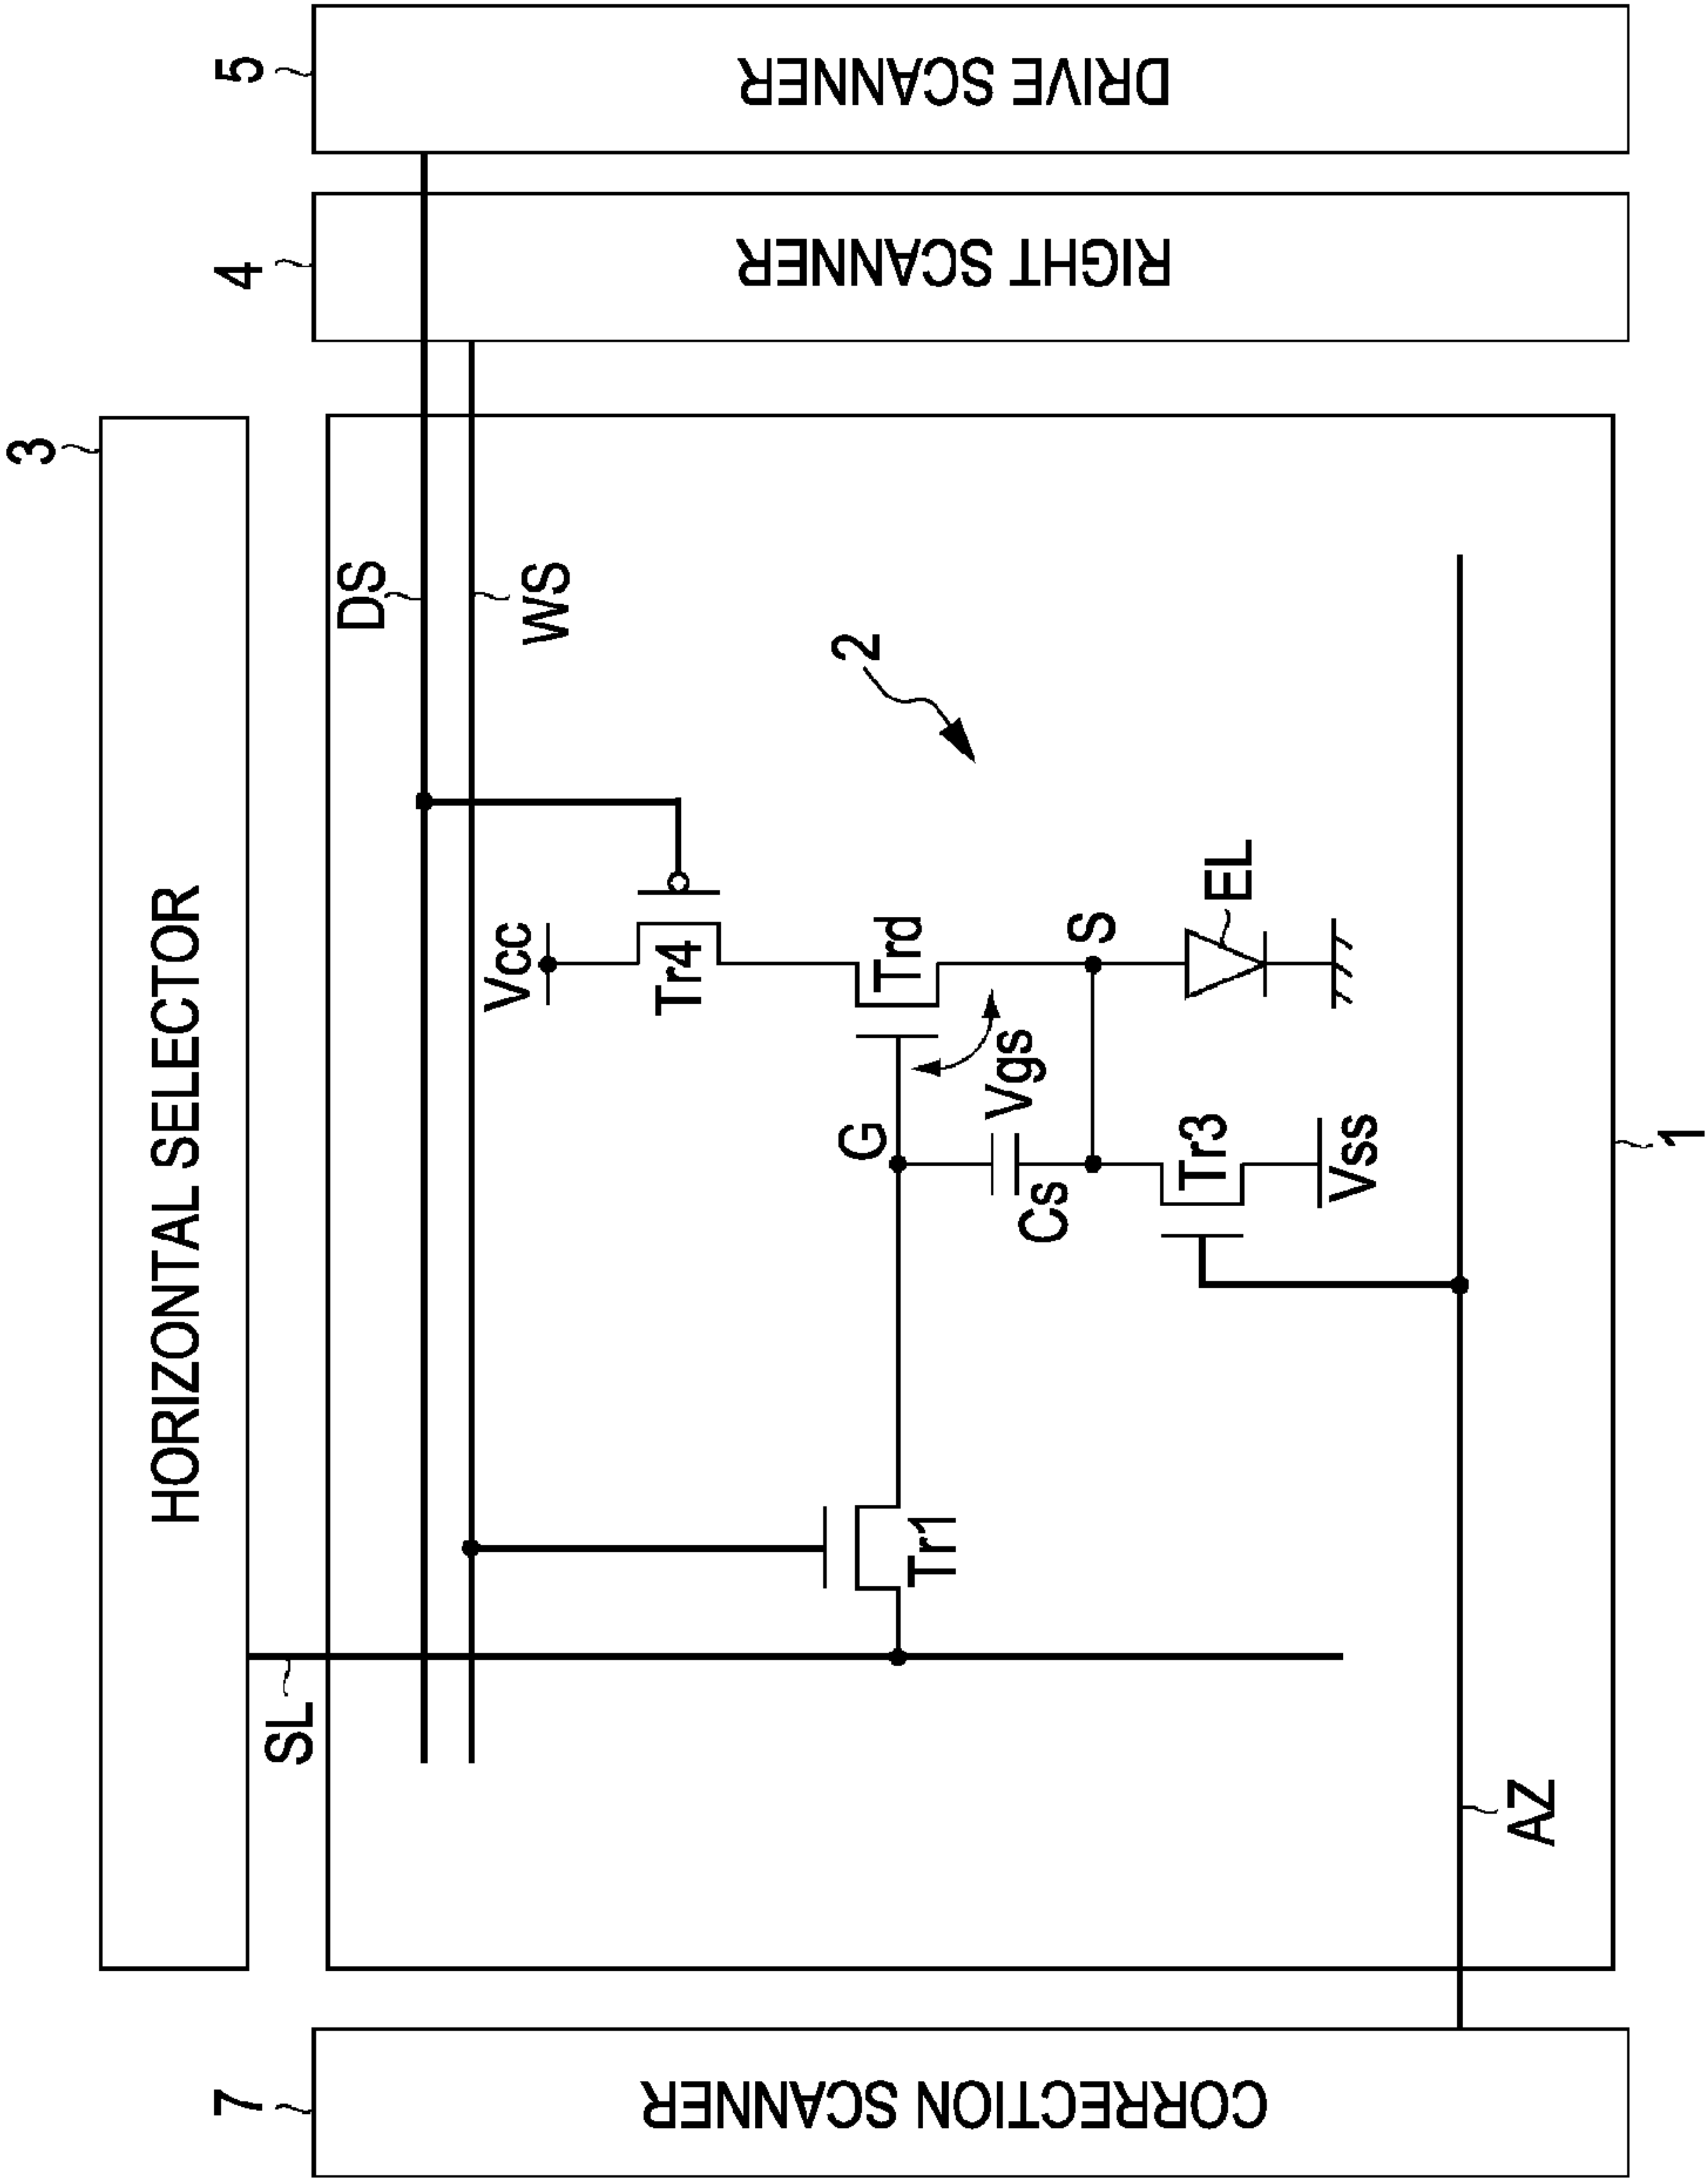 3
HORIZONTAL SELECTOR
7
CORRECTION SCANNER
SL
DS
WS
4
RIGHT SCANNER
5
DRIVE SCANNER
Vcc
Tr4
2
Tr1
G
Trd
Vgs
Cs
S
Tr3
EL
Vss
AZ
1